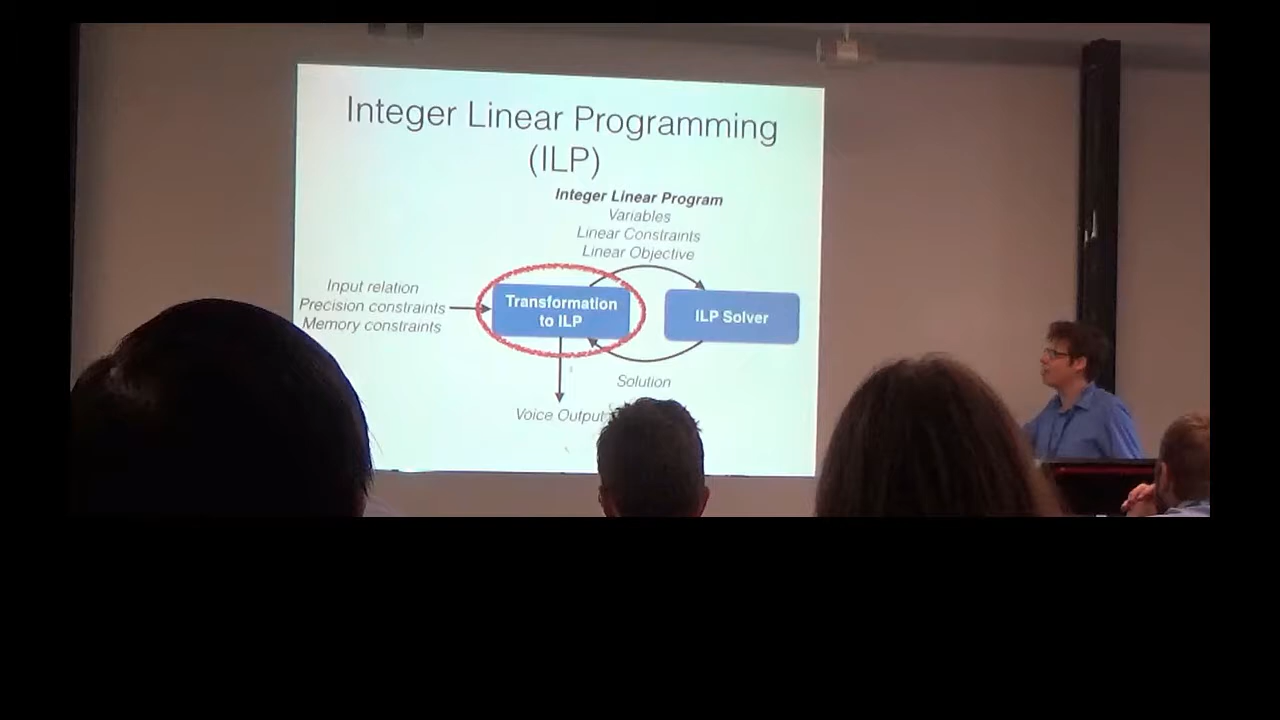 Integer Linear Programming
(ILP)
Integer Linear Program
Variables
Linear Constraints
Linear Objective
Input relation
Precision constraints
Memory constraints
Transformation
to ILP
ILP Solver
Solution
Voice Output